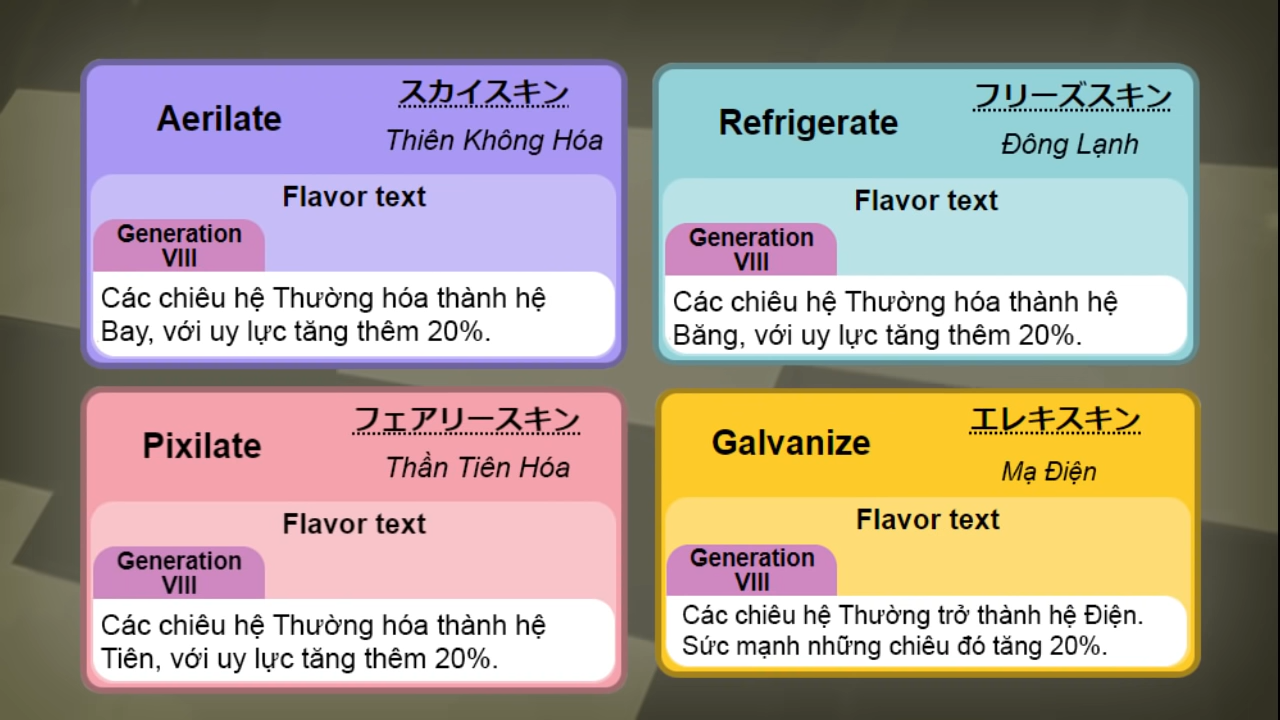 Aerilate
スカイスキン
Thiên Không Hóa
Flavor text
Generation
VIII
Các chiêu hệ Thường hóa thành hệ
Bay, với uy lực tăng thêm 20%.
Refrigerate
フリーズスキン
Đông Lạnh
Flavor text
Generation
VIII
Các chiêu hệ Thường hóa thành hệ
Băng, với uy lực tăng thêm 20%.
Pixilate
フェアリースキン
Thần Tiên Hóa
Flavor text
Generation
VIII
Các chiêu hệ Thường hóa thành hệ
Tiên, với uy lực tăng thêm 20%.
Galvanize
エレキスキン
Mạ Điện
Flavor text
Generation
VIII
Các chiêu hệ Thường trở thành hệ Điện.
Sức mạnh những chiêu đó tăng 20%.